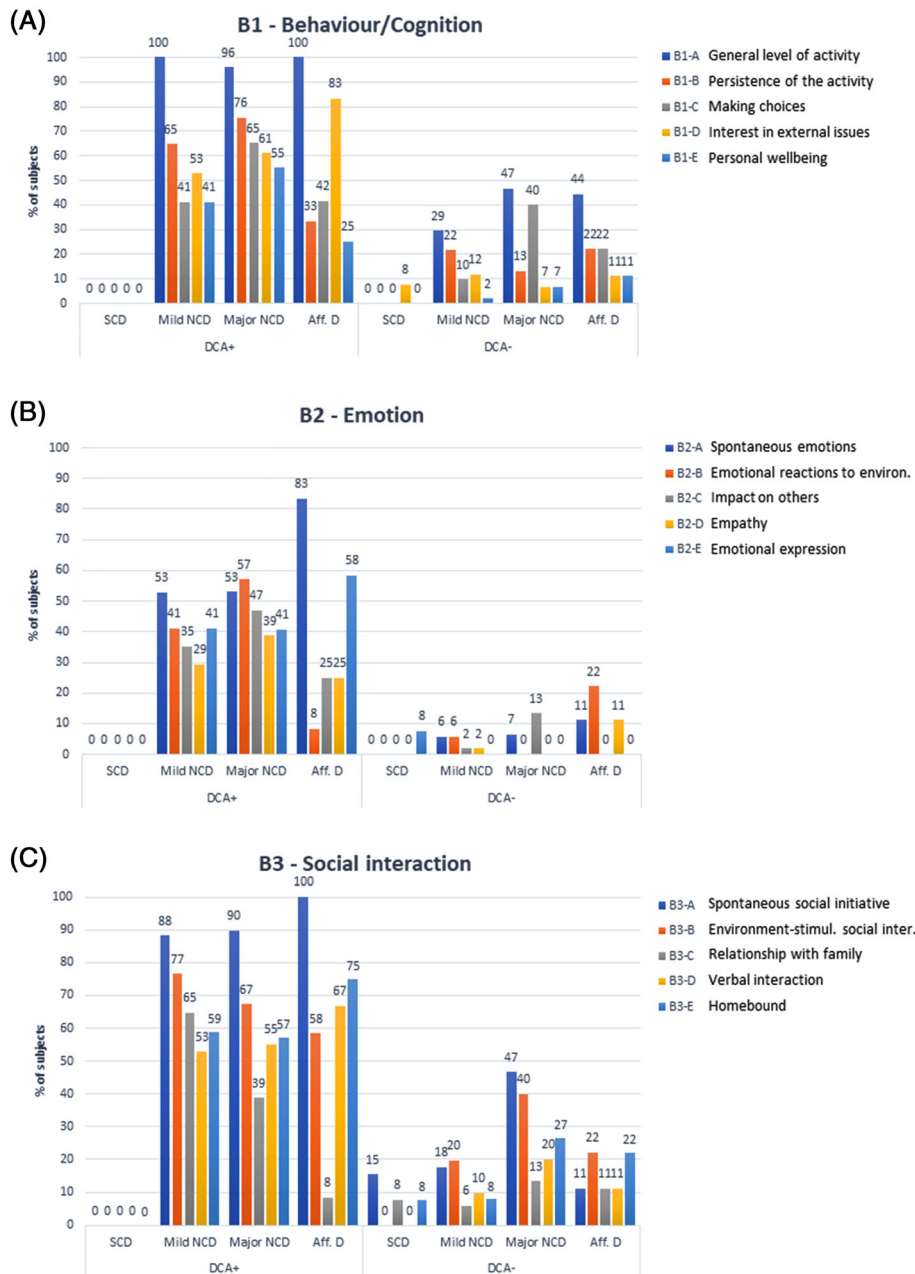 (A)
B1 - Behaviour/Cognition
% of subjects
100
90
80
70
60
50
40
30
20
10
0
0 0 0 0 0
100 65 41 53 41
96 76 65 61 55
100 33 42 83 25
0 0 0 8 0
29 22 10 12 2
47 13 40 7 7
44 22 22 11 11
SCD Mild NCD Major NCD Aff. D SCD Mild NCD Major NCD Aff. D
DCA+ DCA-
B1-A General level of activity
B1-B Persistence of the activity
B1-C Making choices
B1-D Interest in external issues
B1-E Personal wellbeing
(B)
B2 - Emotion
% of subjects
100
90
80
70
60
50
40
30
20
10
0
0 0 0 0 0
53 41 35 29 41
53 57 47 39 41
83 8 25 25 58
0 0 0 0 8
6 6 2 2 0
7 0 13 0 0
11 22 0 11 0
SCD Mild NCD Major NCD Aff. D SCD Mild NCD Major NCD Aff. D
DCA+ DCA-
B2-A Spontaneous emotions
B2-B Emotional reactions to environ.
B2-C Impact on others
B2-D Empathy
B2-E Emotional expression
(C)
B3 - Social interaction
% of subjects
100
90
80
70
60
50
40
30
20
10
0
0 0 0 0 0
88 77 65 53 59
90 67 39 55 57
100 58 8 67 75
15 0 8 0 8
18 20 6 10 8
47 40 13 20 27
11 22 11 11 22
SCD Mild NCD Major NCD Aff. D SCD Mild NCD Major NCD Aff. D
DCA+ DCA-
B3-A Spontaneous social initiative
B3-B Environment-stimul. social inter.
B3-C Relationship with family
B3-D Verbal interaction
B3-E Homebound